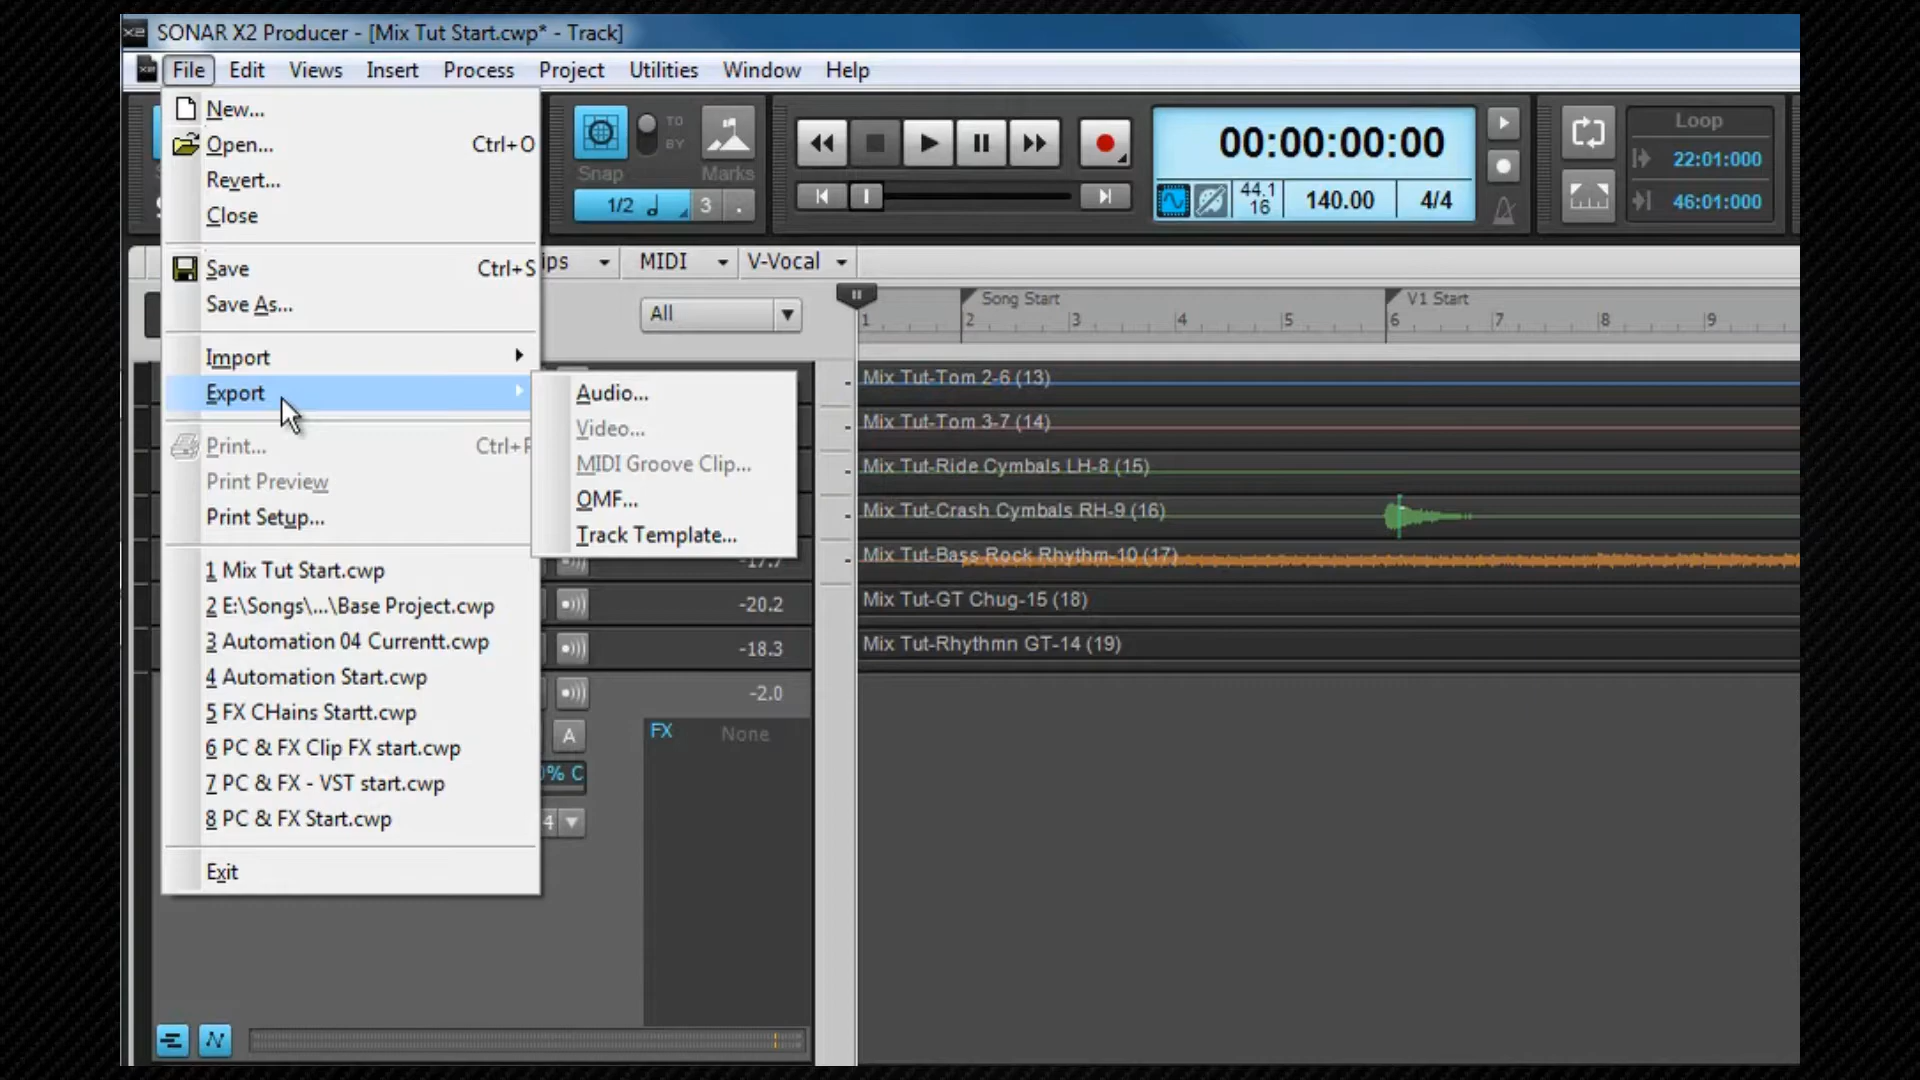 SONAR X2 Producer - [Mix Tut Start.cwp* - Track]
File Edit Views Insert Process Project Utilities Window Help
New...
Open... Ctrl+O
Revert...
Close
Save Ctrl+S
Save As...
Import
Export
Print... Ctrl+P
Print Preview
Print Setup...
1 Mix Tut Start.cwp
2 E:\Songs\...\Base Project.cwp
3 Automation 04 Currentt.cwp
4 Automation Start.cwp
5 FX CHains Startt.cwp
6 PC & FX Clip FX start.cwp
7 PC & FX - VST start.cwp
8 PC & FX Start.cwp
Exit
Audio...
Video...
MIDI Groove Clip...
OMF...
Track Template...
TO
BY
Snap Marks
1/2 3 .
00:00:00:00
44.1
16
140.00 4/4
Loop
22:01:000
46:01:000
ips MIDI V-Vocal
All
Song Start V1 Start
1 2 3 4 5 6 7 8 9
Mix Tut-Tom 2-6 (13)
Mix Tut-Tom 3-7 (14)
Mix Tut-Ride Cymbals LH-8 (15)
Mix Tut-Crash Cymbals RH-9 (16)
Mix Tut-Bass Rock Rhythm-10 (17)
Mix Tut-GT Chug-15 (18)
Mix Tut-Rhythmn GT-14 (19)
-17.7
-20.2
-18.3
-2.0
A
FX None
0% C
4